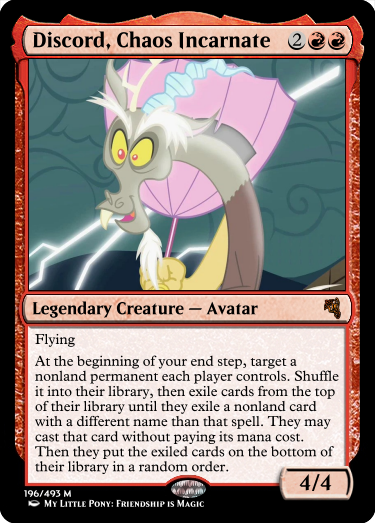 Discord, Chaos Incarnate 2
Legendary Creature — Avatar
Flying
At the beginning of your end step, target a
nonland permanent each player controls. Shuffle
it into their library, then exile cards from the top
of their library until they exile a nonland card
with a different name than that spell. They may
cast that card without paying its mana cost.
Then they put the exiled cards on the bottom of
their library in a random order.
4/4
196/493 M
My Little Pony: Friendship is Magic